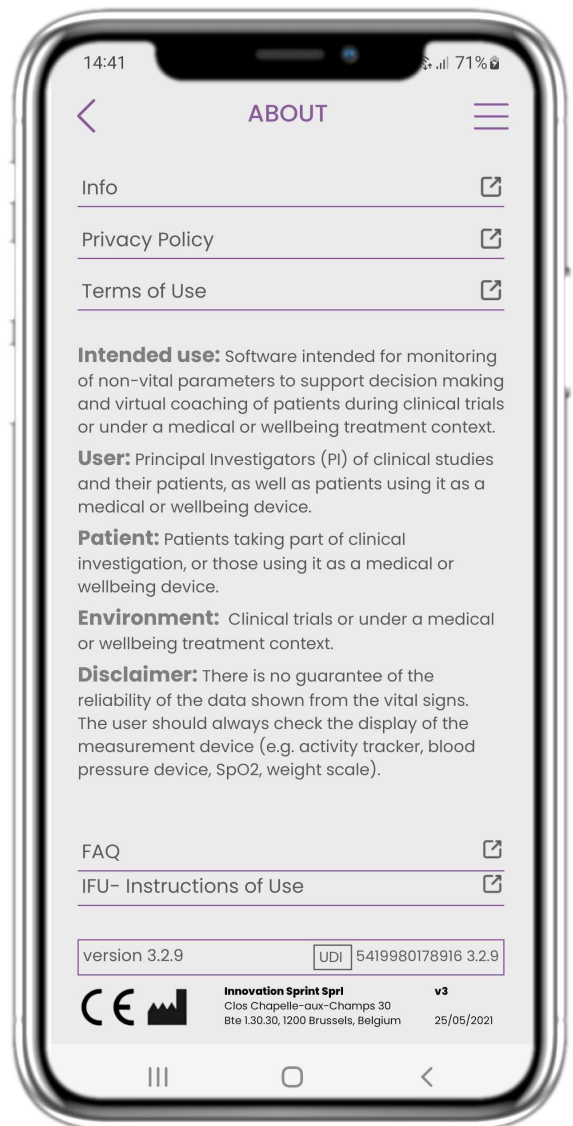 14:41
71%
ABOUT
Info
Privacy Policy
Terms of Use
Intended use: Software intended for monitoring
of non-vital parameters to support decision making
and virtual coaching of patients during clinical trials
or under a medical or wellbeing treatment context.
User: Principal Investigators (PI) of clinical studies
and their patients, as well as patients using it as a
medical or wellbeing device.
Patient: Patients taking part of clinical
investigation, or those using it as a medical or
wellbeing device.
Environment: Clinical trials or under a medical
or wellbeing treatment context.
Disclaimer: There is no guarantee of the
reliability of the data shown from the vital signs.
The user should always check the display of the
measurement device (e.g. activity tracker, blood
pressure device, SpO2, weight scale).
FAQ
IFU- Instructions of Use
version 3.2.9 UDI 5419980178916 3.2.9
CE
Innovation Sprint Sprl v3
Clos Chapelle-aux-Champs 30
Bte 1.30.30, 1200 Brussels, Belgium 25/05/2021